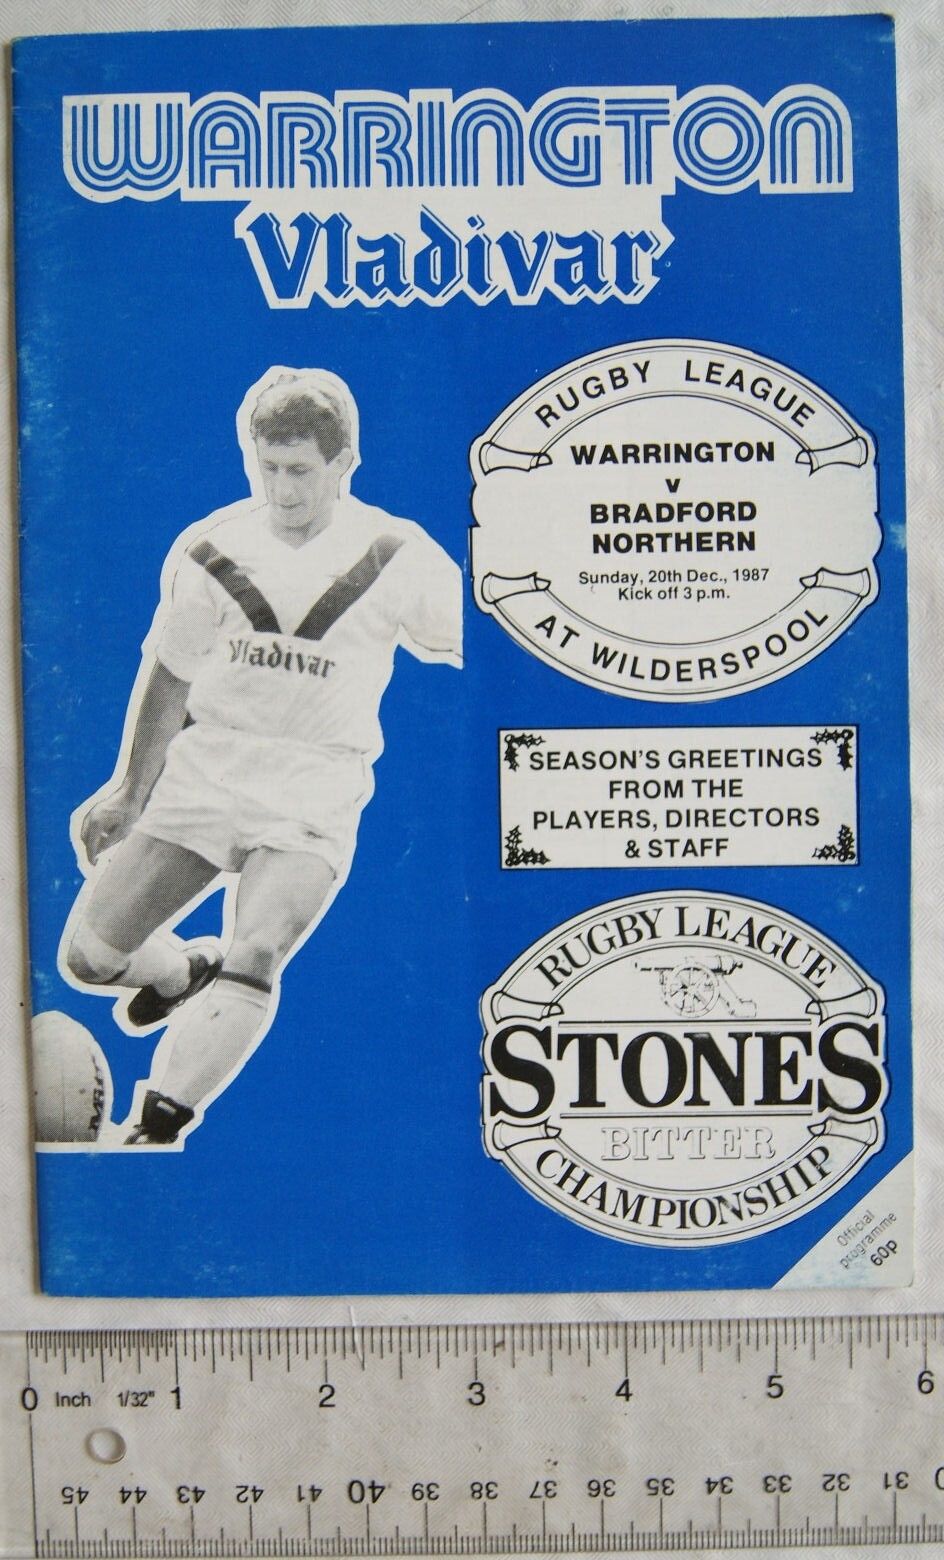 WARRINGTON
Vladivar
RUGBY LEAGUE
WARRINGTON
v
BRADFORD
NORTHERN
Sunday, 20th Dec., 1987
Kick off 3 p.m.
AT WILDERSPOOL
Vladivar
SEASON'S GREETINGS
FROM THE
PLAYERS, DIRECTORS
& STAFF
RUGBY LEAGUE
STONES
BITTER
CHAMPIONSHIP
Official
programme
60p
0 Inch 1/32" 1 2 3 4 5 6
45 44 43 42 41 40 39 38 37 36 35 34 33 32 31